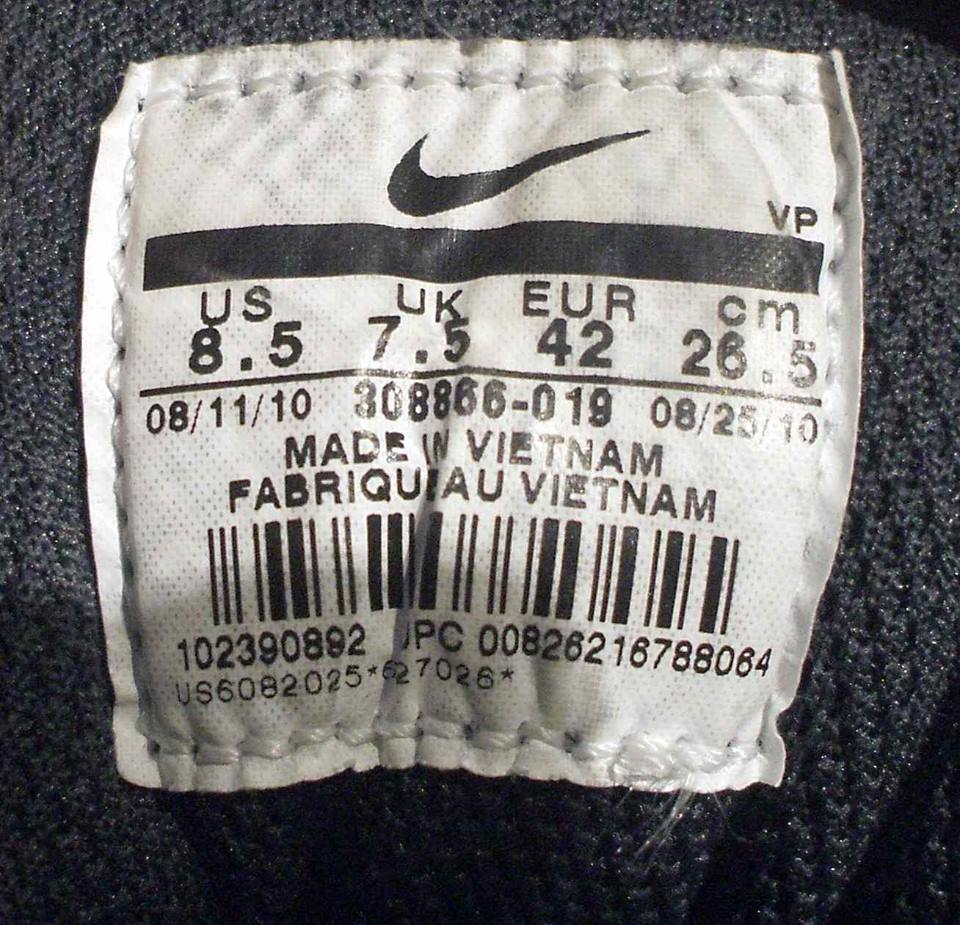 VP
US UK EUR cm
8.5 7.5 42 26.5
08/11/10 308866-019 08/25/10
MADE IN VIETNAM
FABRIQU AU VIETNAM
102390892 UPC 00826216788064
US6082025*627026*